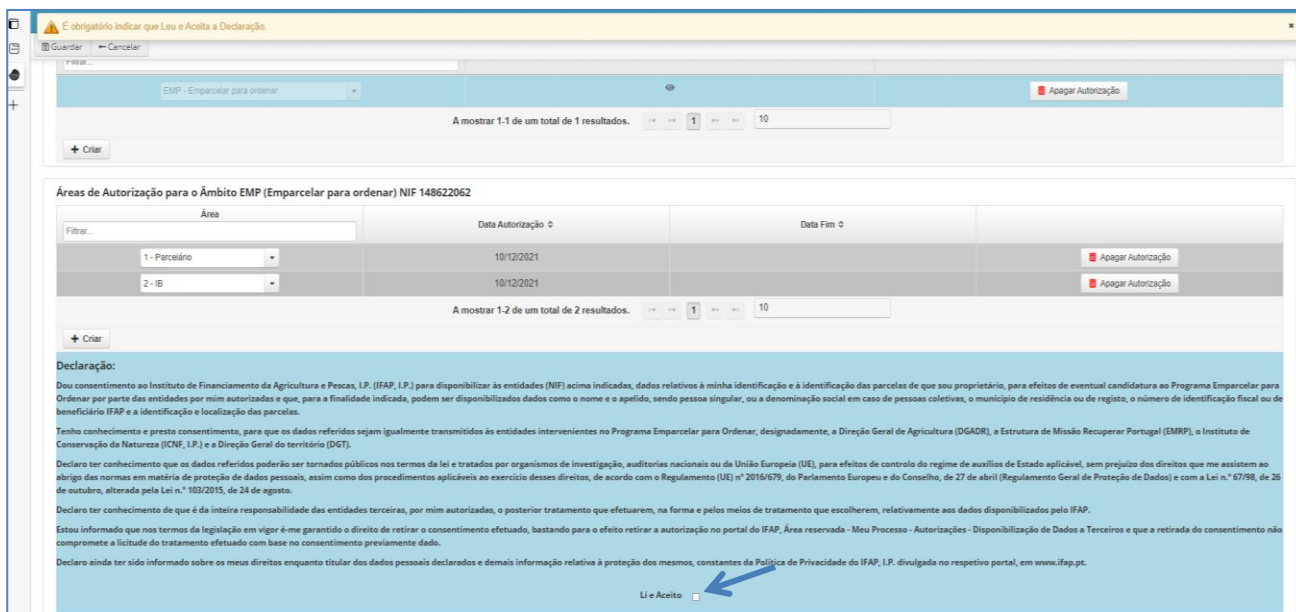 É obrigatório indicar que Leu e Aceita a Declaração.
Guardar Cancelar
Filtrar...
EMP - Emparcelar para ordenar Apagar Autorização
A mostrar 1-1 de um total de 1 resultados. 1 10
+ Criar
Áreas de Autorização para o Âmbito EMP (Emparcelar para ordenar) NIF 148622062
Área Data Autorização Data Fim
Filtrar...
1 - Parcelário 10/12/2021 Apagar Autorização
2 - IB 10/12/2021 Apagar Autorização
A mostrar 1-2 de um total de 2 resultados. 1 10
+ Criar
Declaração:
Dou consentimento ao Instituto de Financiamento da Agricultura e Pescas, I.P. (IFAP, I.P.) para disponibilizar às entidades (NIF) acima indicadas, dados relativos à minha identificação e à identificação das parcelas de que sou proprietário, para efeitos de eventual candidatura ao Programa Emparcelar para
Ordenar por parte das entidades por mim autorizadas e que, para a finalidade indicada, podem ser disponibilizados dados como o nome e o apelido, sendo pessoa singular, ou a denominação social em caso de pessoas coletivas, o município de residência ou de registo, o número de identificação fiscal ou de
beneficiário IFAP e a identificação e localização das parcelas.
Tenho conhecimento e presto consentimento, para que os dados referidos sejam igualmente transmitidos às entidades intervenientes no Programa Emparcelar para Ordenar, designadamente, a Direção Geral de Agricultura (DGADR), a Estrutura de Missão Recuperar Portugal (EMRP), o Instituto de
Conservação da Natureza (ICNF, I.P.) e a Direção Geral do território (DGT).
Declaro ter conhecimento que os dados referidos poderão ser tornados públicos nos termos da lei e tratados por organismos de investigação, auditorias nacionais ou da União Europeia (UE), para efeitos de controlo do regime de auxílios de Estado aplicável, sem prejuízo dos direitos que me assistem ao
abrigo das normas em matéria de proteção de dados pessoais, assim como dos procedimentos aplicáveis ao exercício desses direitos, de acordo com o Regulamento (UE) nº 2016/679, do Parlamento Europeu e do Conselho, de 27 de abril (Regulamento Geral de Proteção de Dados) e com a Lei n.º 67/98, de 26
de outubro, alterada pela Lei n.º 103/2015, de 24 de agosto.
Declaro ter conhecimento de que é da inteira responsabilidade das entidades terceiras, por mim autorizadas, o posterior tratamento que efetuarem, na forma e pelos meios de tratamento que escolherem, relativamente aos dados disponibilizados pelo IFAP.
Estou informado que nos termos da legislação em vigor é-me garantido o direito de retirar o consentimento efetuado, bastando para o efeito retirar a autorização no portal do IFAP, Área reservada - Meu Processo - Autorizações - Disponibilização de Dados a Terceiros e que a retirada do consentimento não
compromete a licitude do tratamento efetuado com base no consentimento previamente dado.
Declaro ainda ter sido informado sobre os meus direitos enquanto titular dos dados pessoais declarados e demais informação relativa à proteção dos mesmos, constantes da Política de Privacidade do IFAP, I.P. divulgada no respetivo portal, em www.ifap.pt.
Li e Aceito